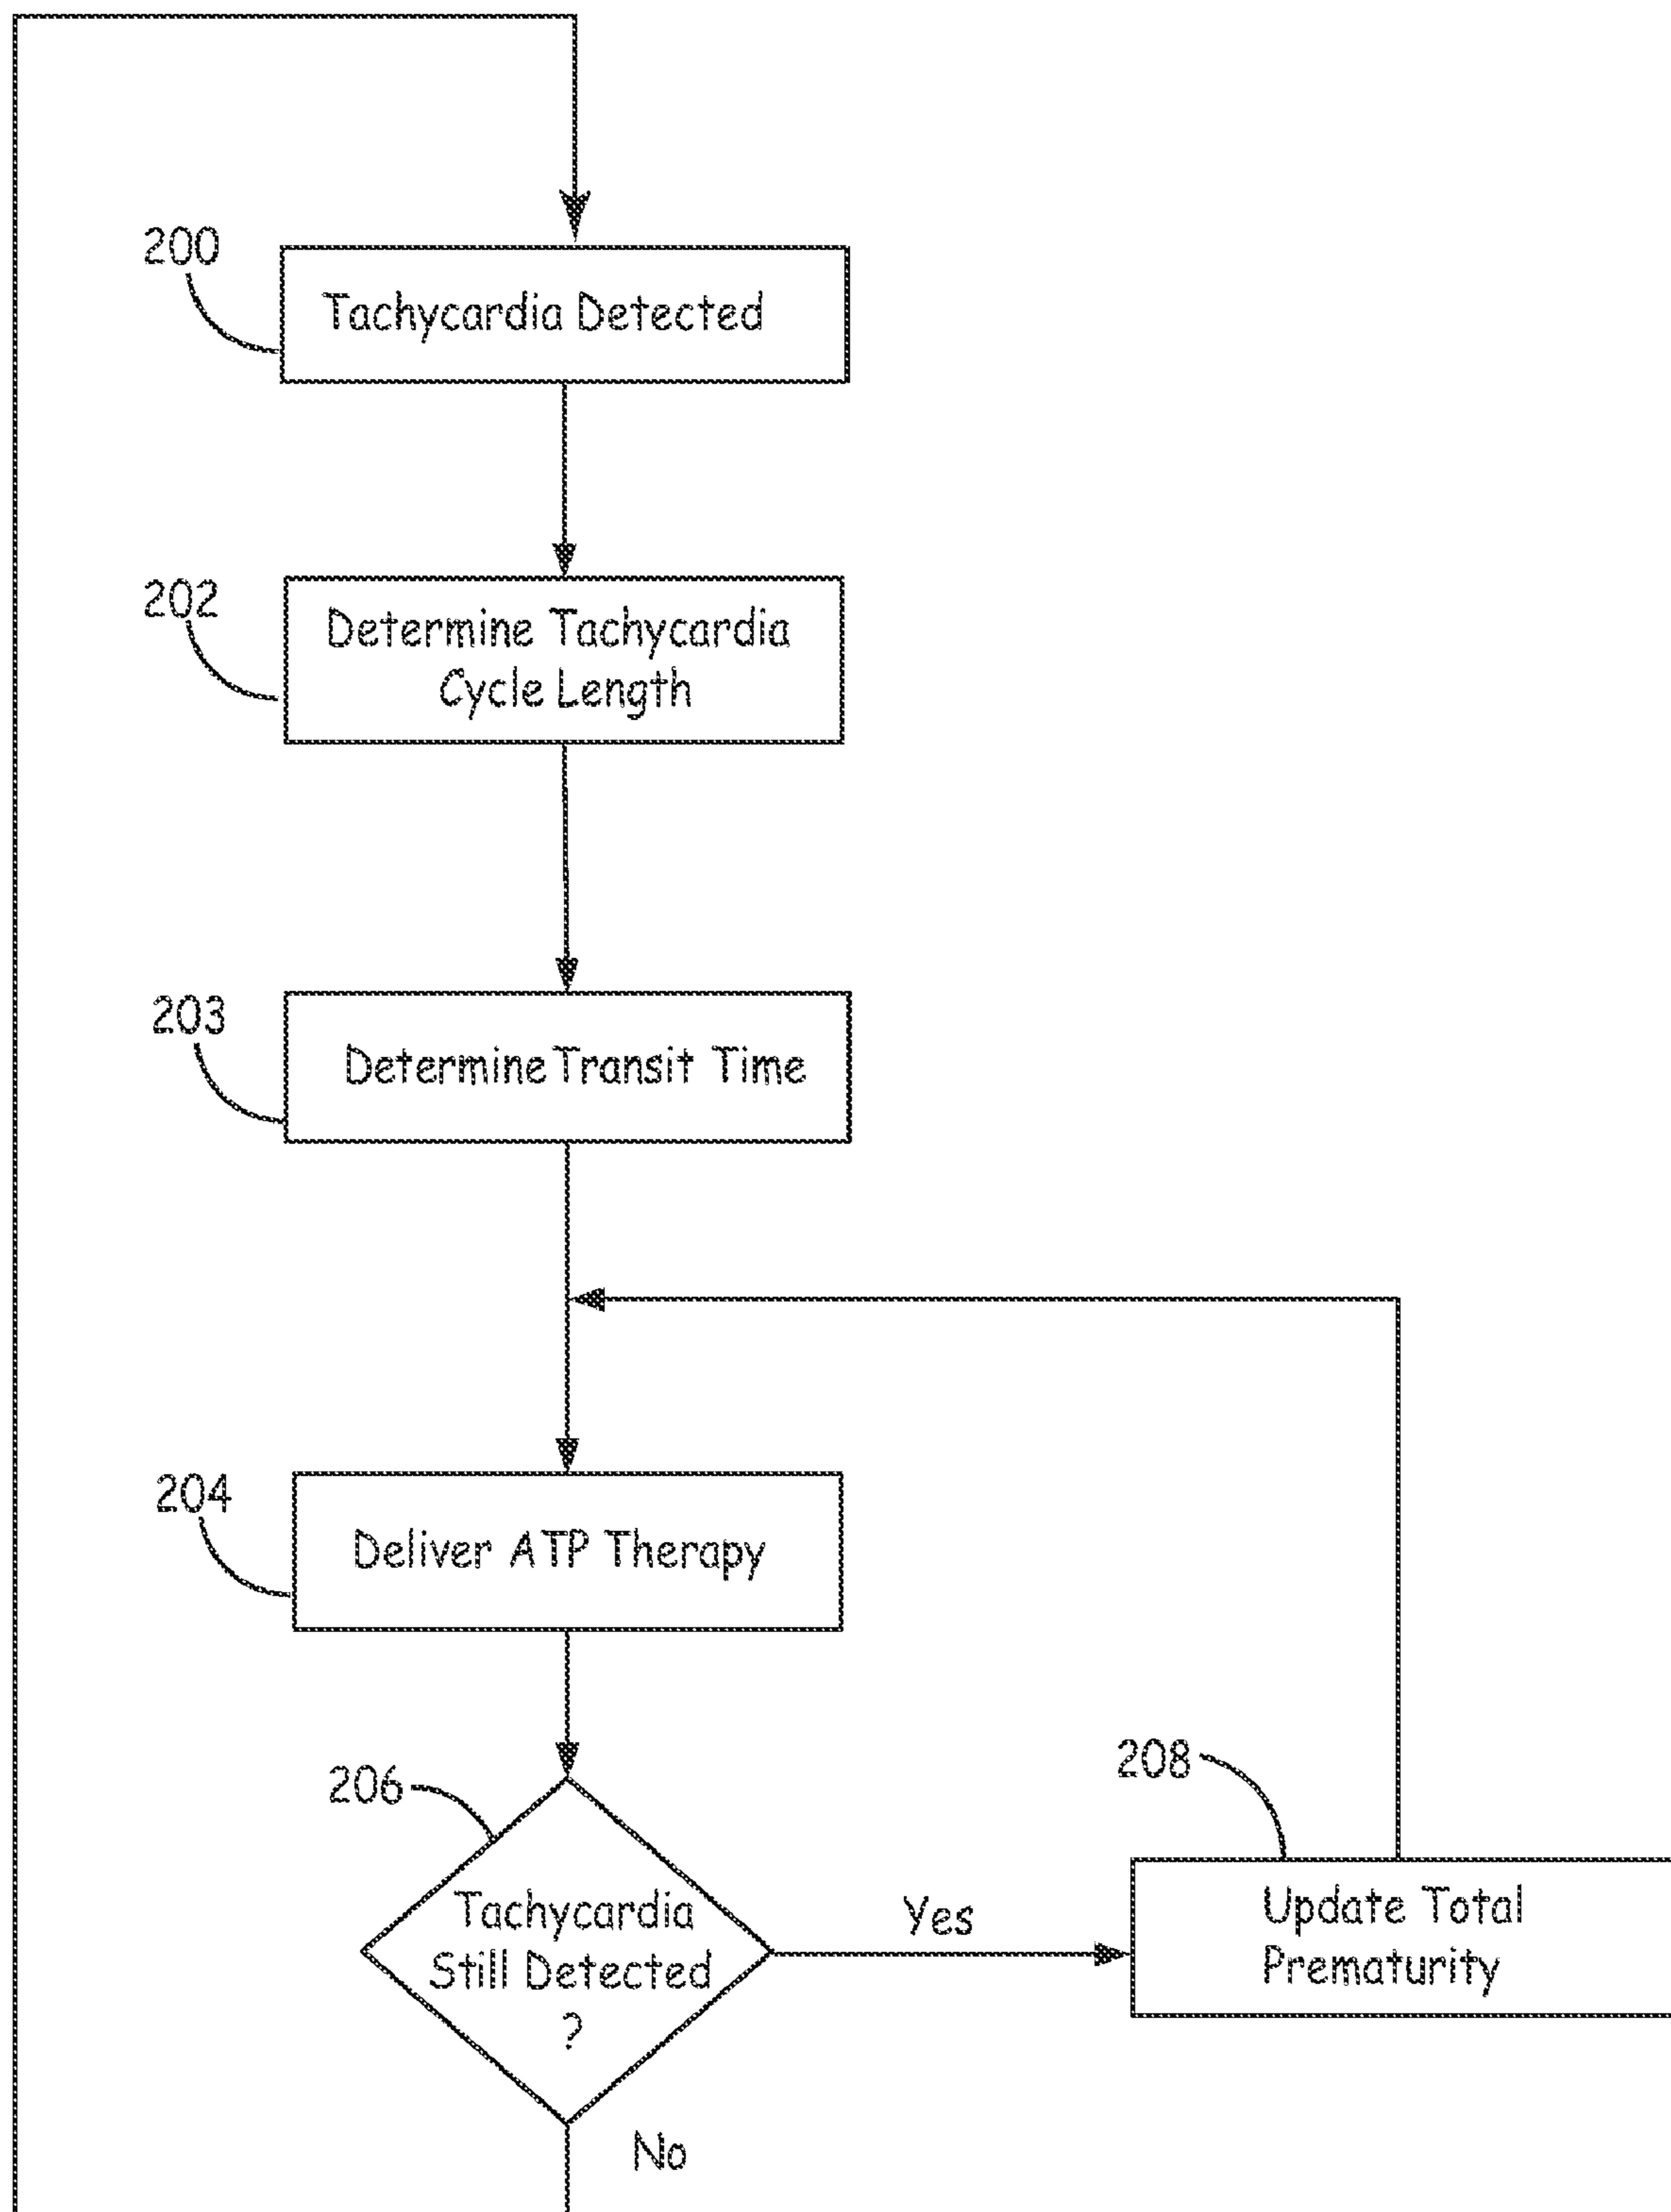 200
Tachycardia Detected
202
Determine Tachycardia
Cycle Length
203
Determine Transit Time
204
Deliver ATP Therapy
206
Tachycardia
Still Detected
?
Yes
208
Update Total
Prematurity
No